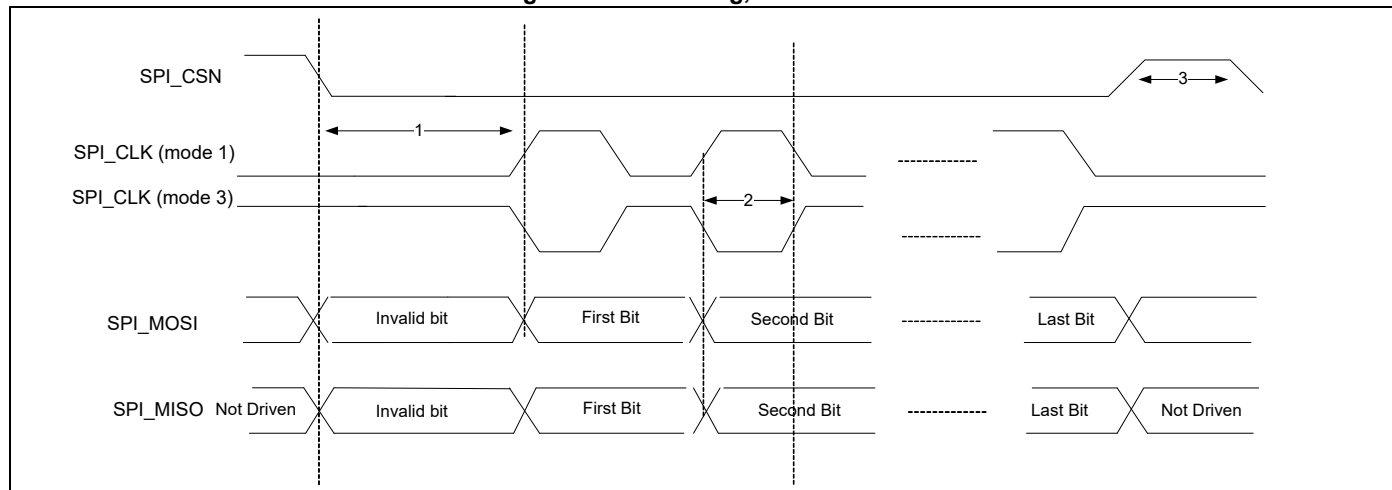 SPI_CSN
3
1
SPI_CLK (mode 1)
SPI_CLK (mode 3)
2
SPI_MOSI Invalid bit First Bit Second Bit Last Bit
SPI_MISO Not Driven Invalid bit First Bit Second Bit Last Bit Not Driven